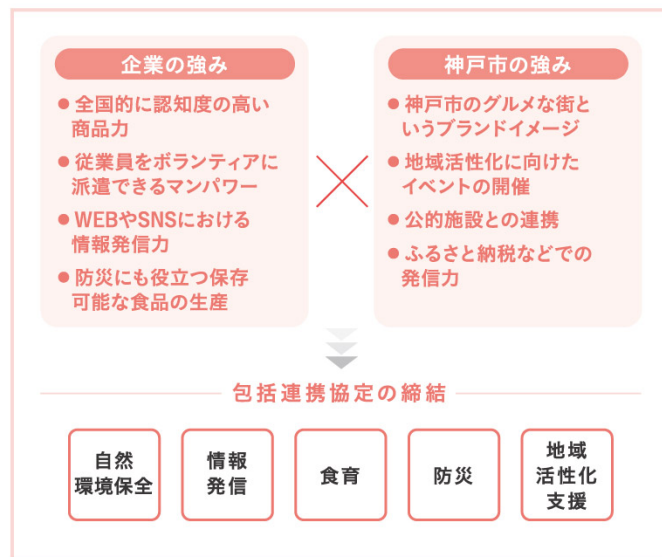 企業の強み
● 全国的に認知度の高い
商品力
● 従業員をボランティアに
派遣できるマンパワー
● WEBやSNSにおける
情報発信力
● 防災にも役立つ保存
可能な食品の生産
神戸市の強み
● 神戸市のグルメな街と
いうブランドイメージ
● 地域活性化に向けた
イベントの開催
● 公的施設との連携
● ふるさと納税などでの
発信力
包括連携協定の締結
自然
環境保全
情報
発信
食育
防災
地域
活性化
支援